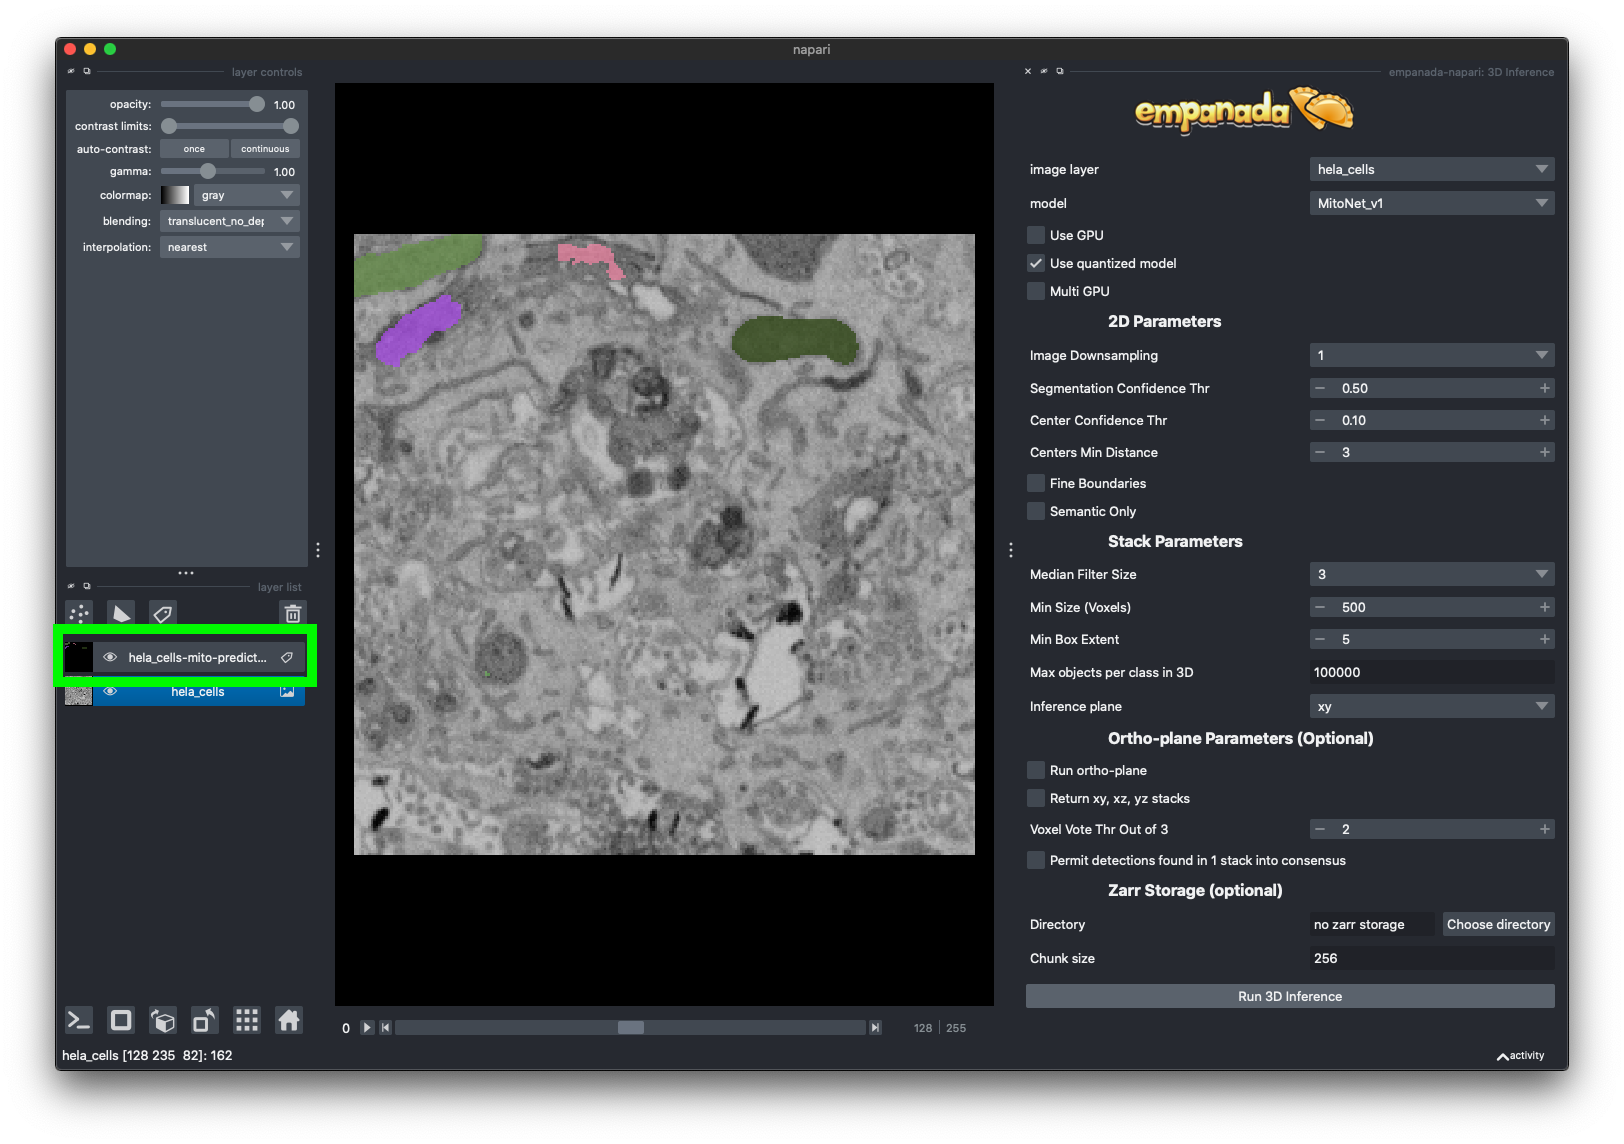 napari
layer controls
opacity: 1.00
contrast limits:
auto-contrast: once continuous
gamma: 1.00
colormap: gray
blending: translucent_no_dep
interpolation: nearest
layer list
hela_cells-mito-predict...
hela_cells
0
128 | 255
hela_cells [128 235 82]: 162
empanada-napari: 3D Inference
empanada
image layer hela_cells
model MitoNet_v1
Use GPU
Use quantized model
Multi GPU
2D Parameters
Image Downsampling 1
Segmentation Confidence Thr 0.50
Center Confidence Thr 0.10
Centers Min Distance 3
Fine Boundaries
Semantic Only
Stack Parameters
Median Filter Size 3
Min Size (Voxels) 500
Min Box Extent 5
Max objects per class in 3D 100000
Inference plane xy
Ortho-plane Parameters (Optional)
Run ortho-plane
Return xy, xz, yz stacks
Voxel Vote Thr Out of 3 2
Permit detections found in 1 stack into consensus
Zarr Storage (optional)
Directory no zarr storage Choose directory
Chunk size 256
Run 3D Inference
activity